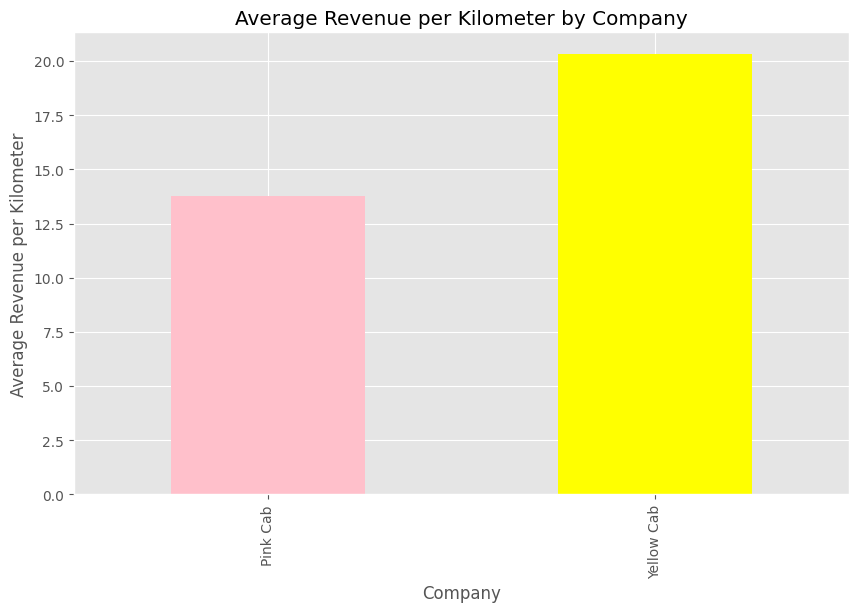 Average Revenue per Kilometer by Company
Average Revenue per Kilometer
20.0
17.5
15.0
12.5
10.0
7.5
5.0
2.5
0.0
Pink Cab
Yellow Cab
Company